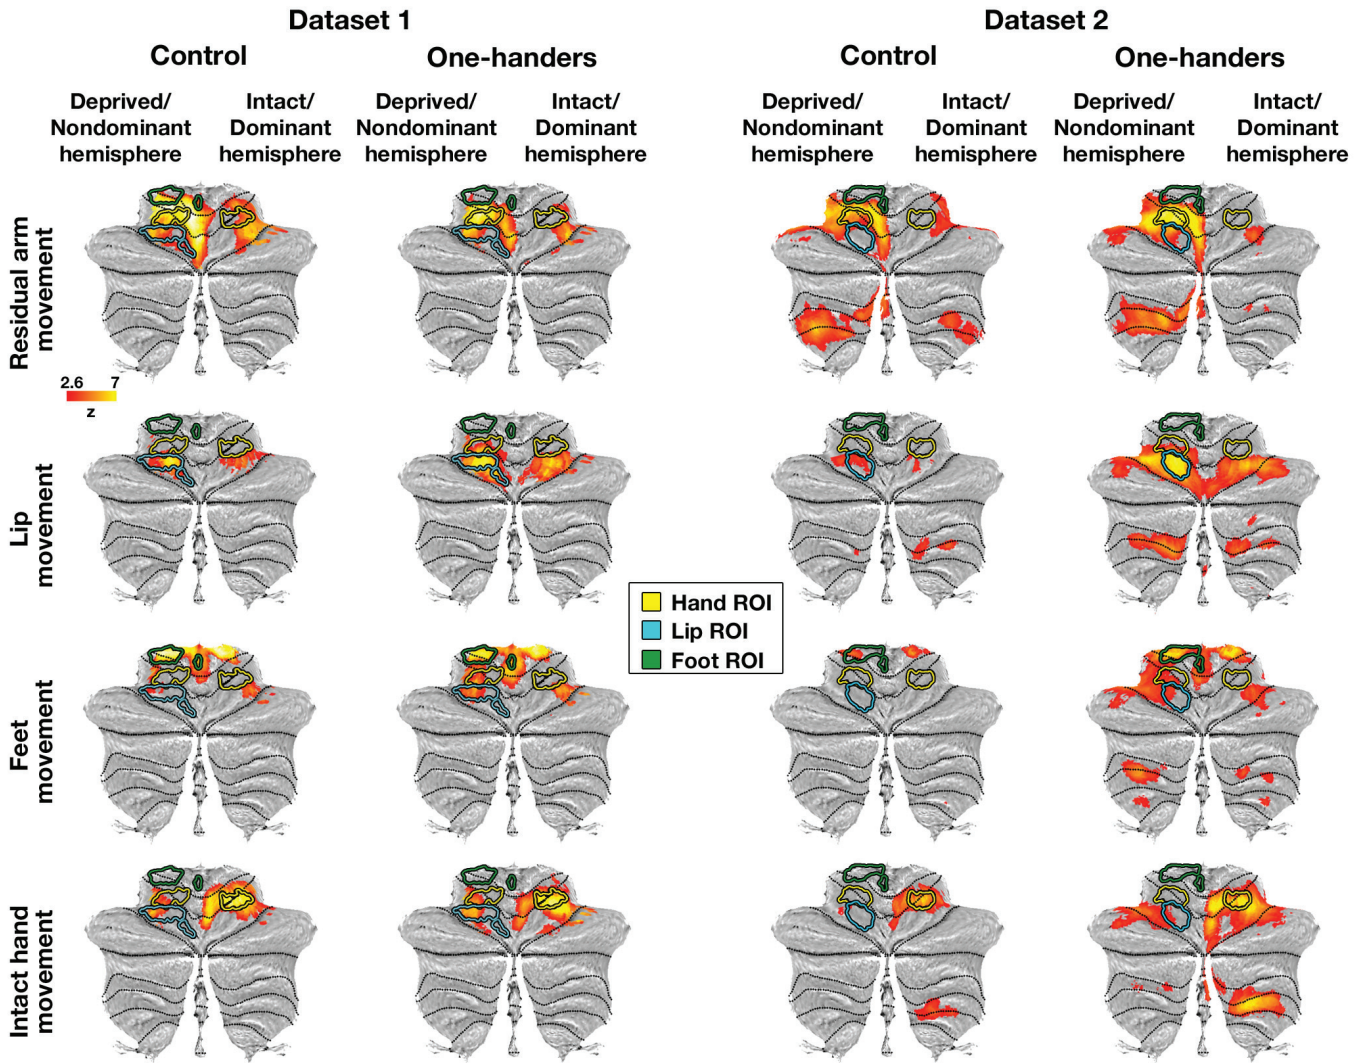 Dataset 1
Dataset 2
Control
One-handers
Control
One-handers
Deprived/
Nondominant
hemisphere
Intact/
Dominant
hemisphere
Deprived/
Nondominant
hemisphere
Intact/
Dominant
hemisphere
Deprived/
Nondominant
hemisphere
Intact/
Dominant
hemisphere
Deprived/
Nondominant
hemisphere
Intact/
Dominant
hemisphere
Residual arm
movement
2.6 7
z
Lip
movement
Hand ROI
Lip ROI
Foot ROI
Feet
movement
Intact hand
movement